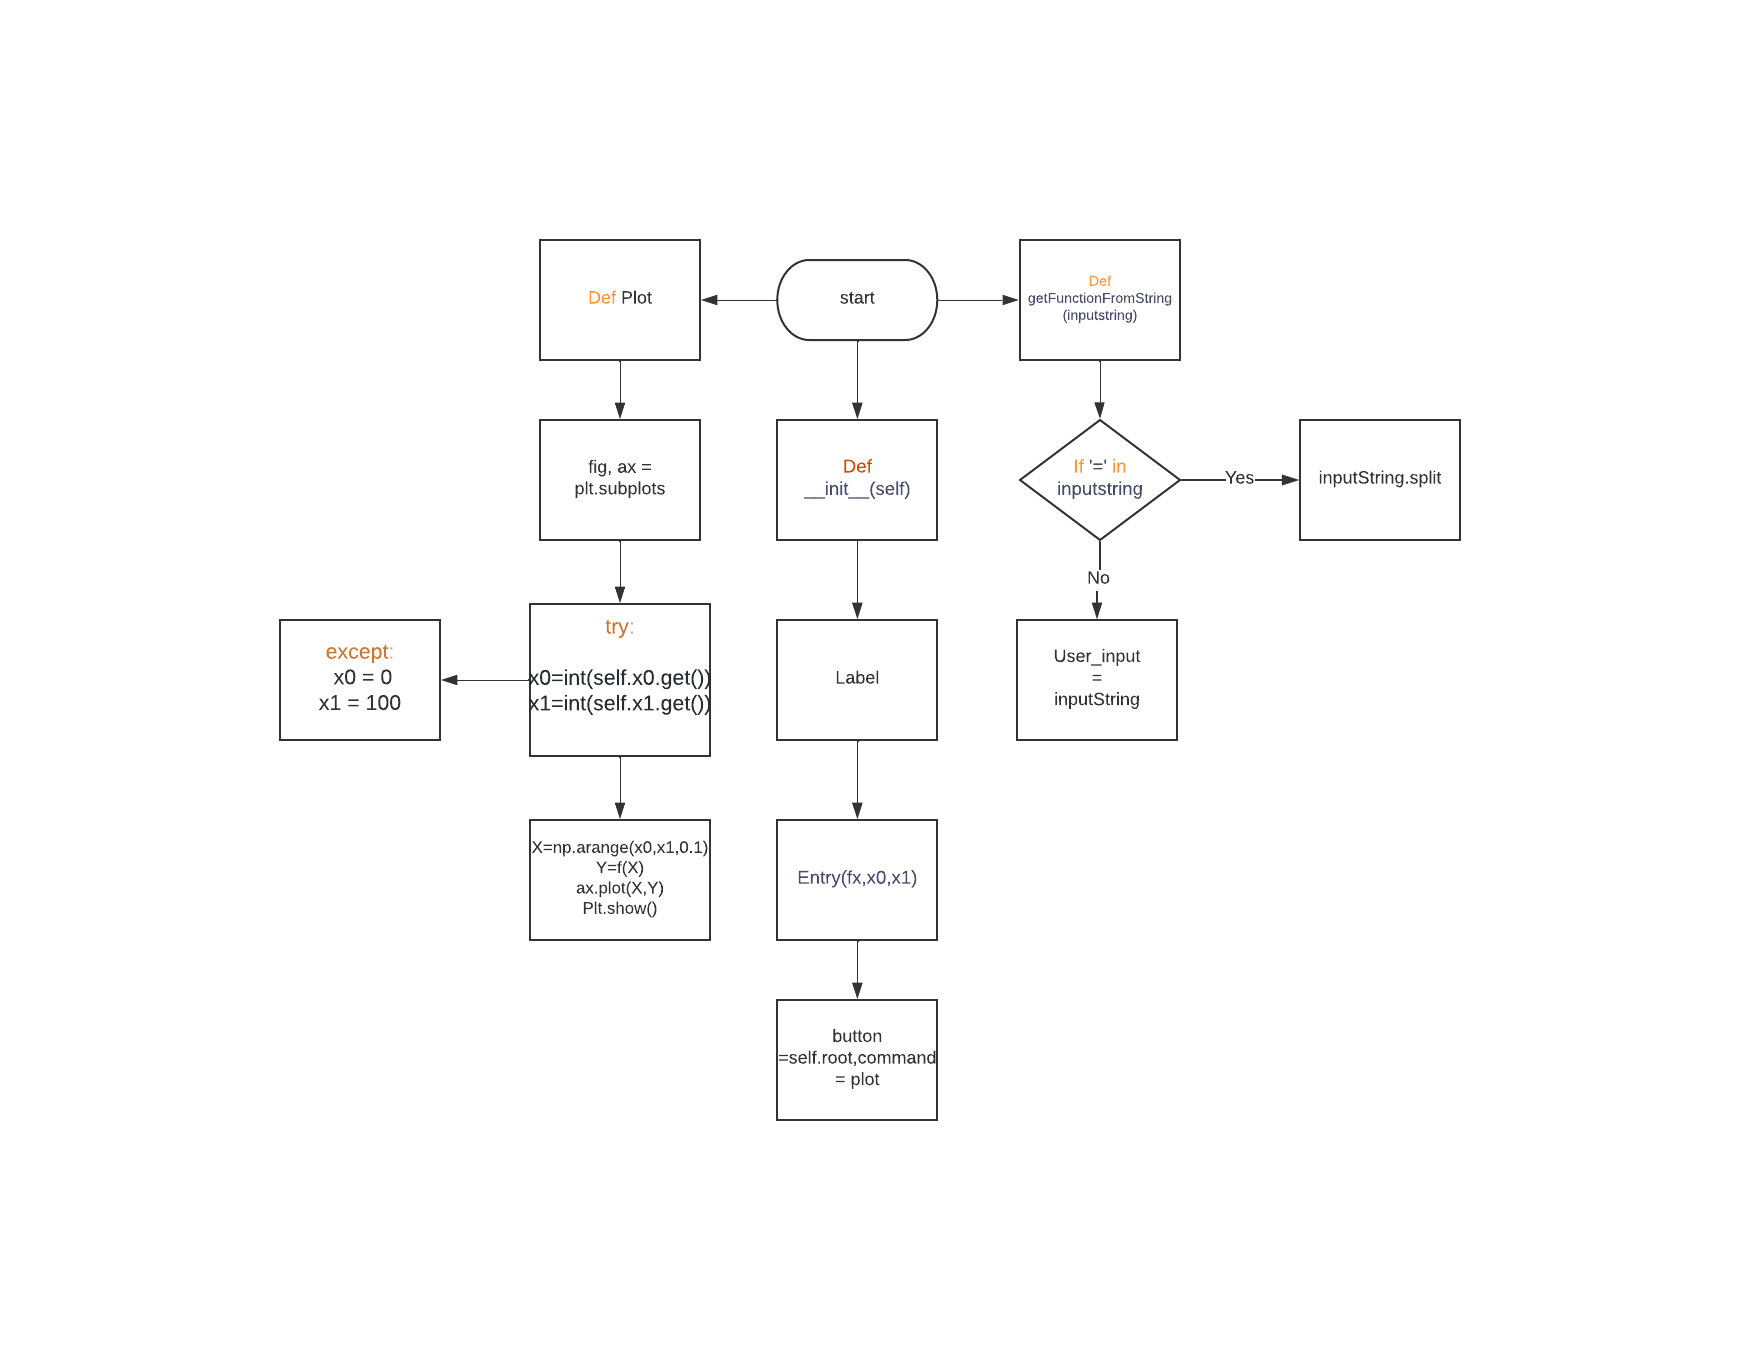 Def Plot
start
Def
getFunctionFromString
(inputstring)
fig, ax =
plt.subplots
Def
__init__(self)
If '=' in
inputstring
Yes
inputString.split
No
except:
x0 = 0
x1 = 100
try:
x0=int(self.x0.get())
x1=int(self.x1.get())
Label
User_input
=
inputString
X=np.arange(x0,x1,0.1)
Y=f(X)
ax.plot(X,Y)
Plt.show()
Entry(fx,x0,x1)
button
=self.root,command
= plot